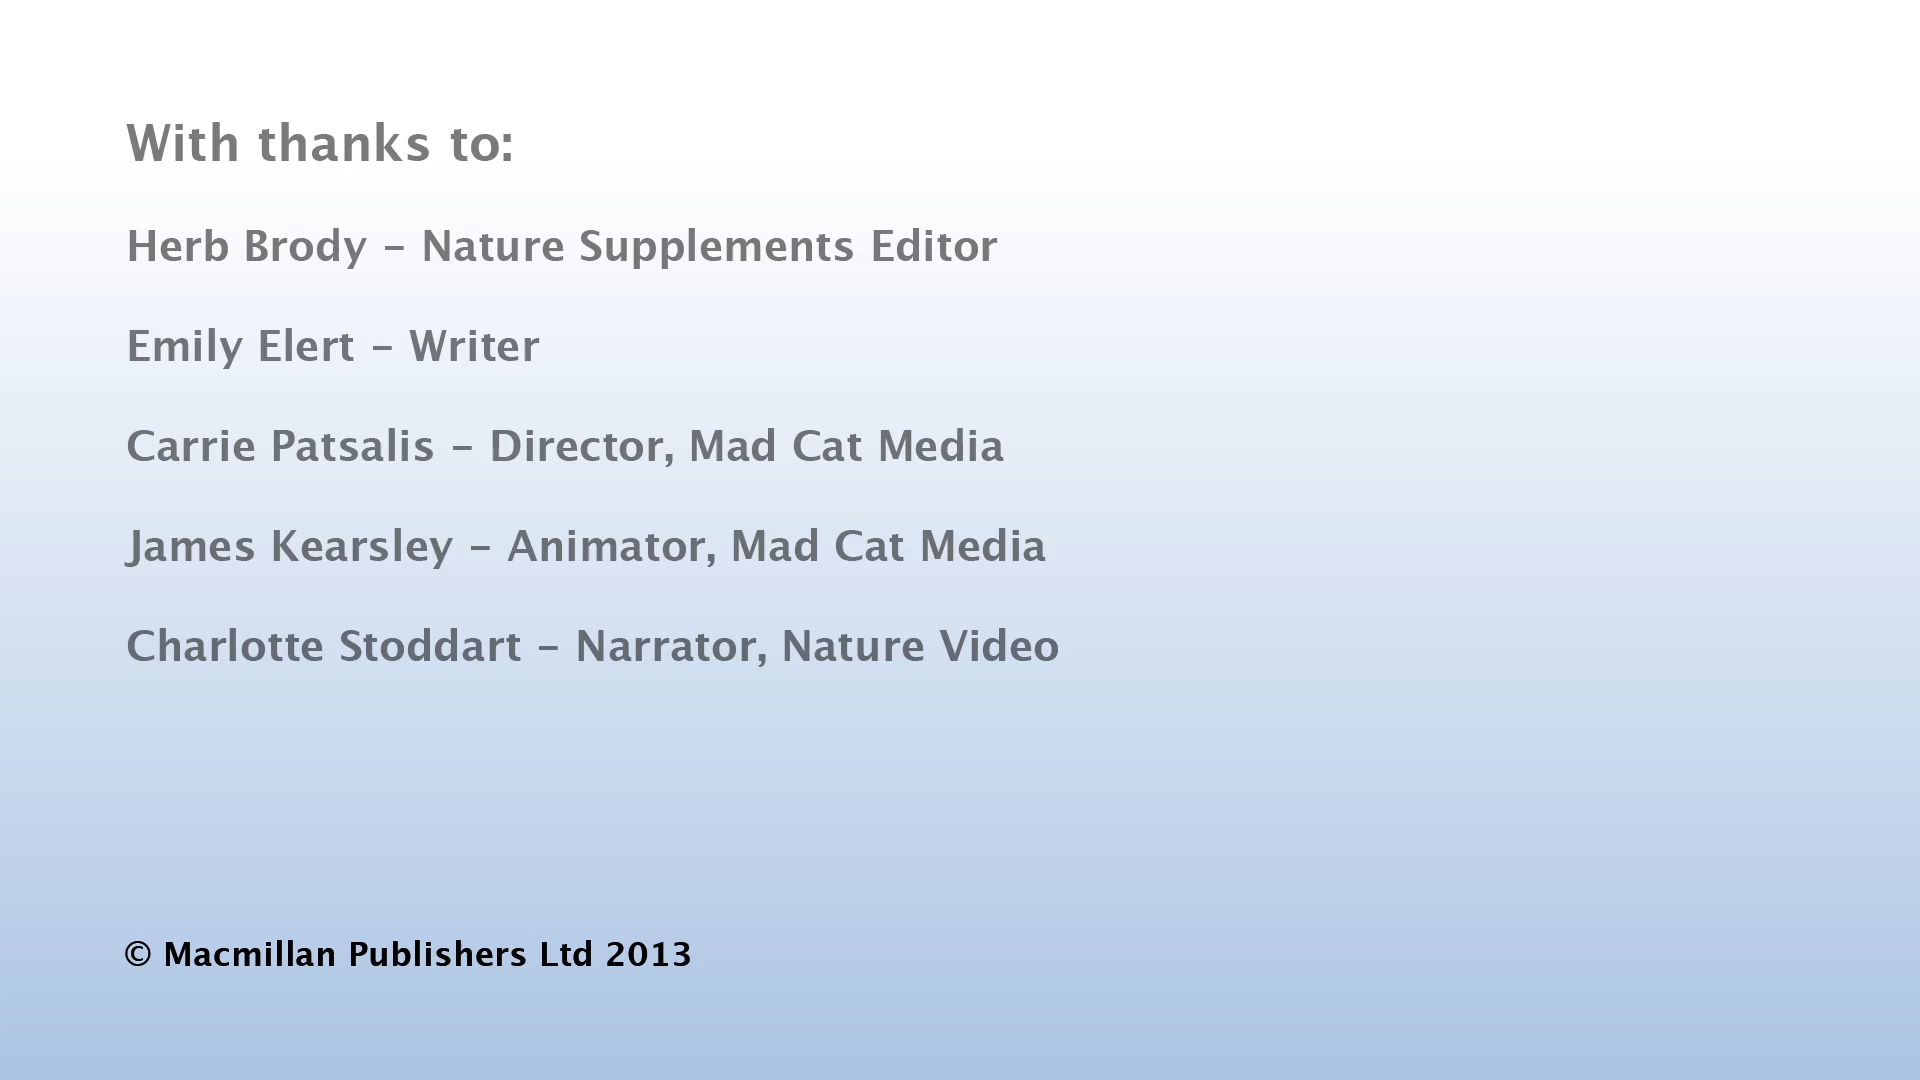 With thanks to:
Herb Brody – Nature Supplements Editor
Emily Elert – Writer
Carrie Patsalis – Director, Mad Cat Media
James Kearsley – Animator, Mad Cat Media
Charlotte Stoddart – Narrator, Nature Video
© Macmillan Publishers Ltd 2013